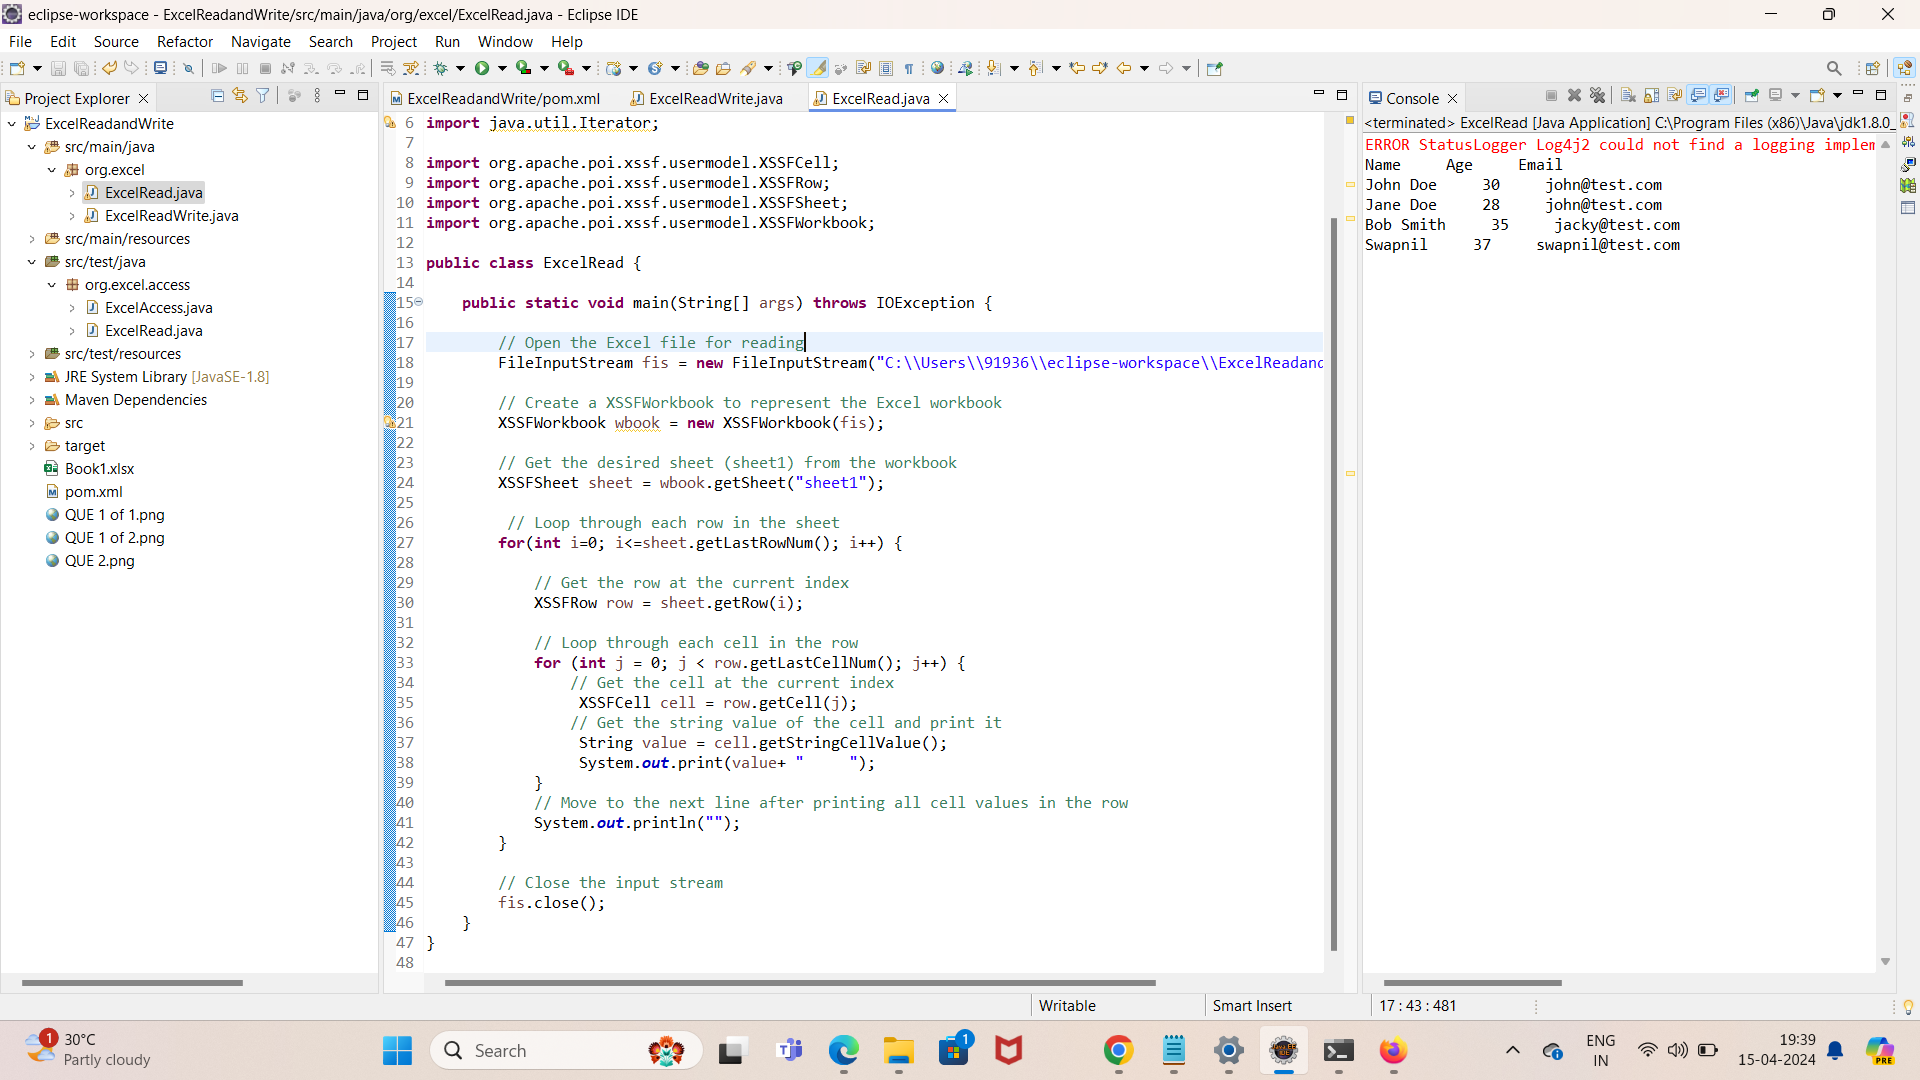 eclipse-workspace - ExcelReadandWrite/src/main/java/org/excel/ExcelRead.java - Eclipse IDE
File Edit Source Refactor Navigate Search Project Run Window Help
Project Explorer
ExcelReadandWrite
src/main/java
org.excel
ExcelRead.java
ExcelReadWrite.java
src/main/resources
src/test/java
org.excel.access
ExcelAccess.java
ExcelRead.java
src/test/resources
JRE System Library [JavaSE-1.8]
Maven Dependencies
src
target
Book1.xlsx
pom.xml
QUE 1 of 1.png
QUE 1 of 2.png
QUE 2.png
ExcelReadandWrite/pom.xml ExcelReadWrite.java ExcelRead.java
6 import java.util.Iterator;
7
8 import org.apache.poi.xssf.usermodel.XSSFCell;
9 import org.apache.poi.xssf.usermodel.XSSFRow;
10 import org.apache.poi.xssf.usermodel.XSSFSheet;
11 import org.apache.poi.xssf.usermodel.XSSFWorkbook;
12
13 public class ExcelRead {
14
15 public static void main(String[] args) throws IOException {
16
17 // Open the Excel file for reading
18 FileInputStream fis = new FileInputStream("C:\\Users\\91936\\eclipse-workspace\\ExcelReadand
19
20 // Create a XSSFWorkbook to represent the Excel workbook
21 XSSFWorkbook wbook = new XSSFWorkbook(fis);
22
23 // Get the desired sheet (sheet1) from the workbook
24 XSSFSheet sheet = wbook.getSheet("sheet1");
25
26 // Loop through each row in the sheet
27 for(int i=0; i<=sheet.getLastRowNum(); i++) {
28
29 // Get the row at the current index
30 XSSFRow row = sheet.getRow(i);
31
32 // Loop through each cell in the row
33 for (int j = 0; j < row.getLastCellNum(); j++) {
34 // Get the cell at the current index
35 XSSFCell cell = row.getCell(j);
36 // Get the string value of the cell and print it
37 String value = cell.getStringCellValue();
38 System.out.print(value+ "     ");
39 }
40 // Move to the next line after printing all cell values in the row
41 System.out.println("");
42 }
43
44 // Close the input stream
45 fis.close();
46 }
47 }
48
Console
<terminated> ExcelRead [Java Application] C:\Program Files (x86)\Java\jdk1.8.0_
ERROR StatusLogger Log4j2 could not find a logging implem
Name Age Email
John Doe 30 john@test.com
Jane Doe 28 john@test.com
Bob Smith 35 jacky@test.com
Swapnil 37 swapnil@test.com
Writable Smart Insert 17 : 43 : 481
1
30°C
Partly cloudy
Search
1
ENG
IN
19:39
15-04-2024
PRE